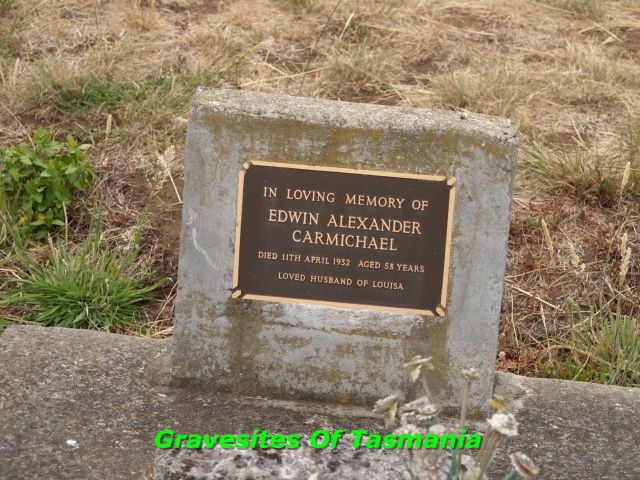 IN LOVING MEMORY OF
EDWIN ALEXANDER
CARMICHAEL
DIED 11TH APRIL 1932 AGED 58 YEARS
LOVED HUSBAND OF LOUISA
Gravesites Of Tasmania